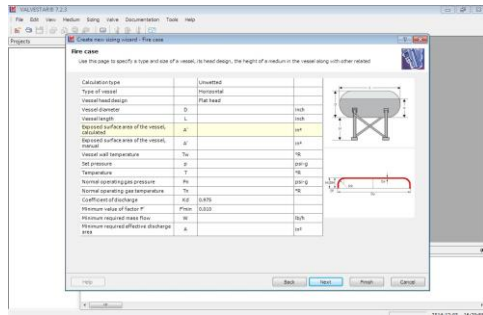 VALVESTAR® 7.2.3
File Edit View Medium Sizing Valve Documentation Tools Help
Projects
Create new sizing wizard - Fire case
Fire case
Use this page to specify a type and size of a vessel, its head design, the height of a medium in the vessel along with other related
Calculation type Unwetted
Type of vessel Horizontal
Vessel head design Flat head
Vessel diameter D inch
Vessel length L inch
Exposed surface area of the vessel, calculated A' in²
Exposed surface area of the vessel, manual A' in²
Vessel wall temperature Tw °R
Set pressure p psi-g
Temperature T °R
Normal operating gas pressure Pn psi-g
Normal operating gas temperature Tn °R
Coefficient of discharge Kd 0.975
Minimum value of factor F' F'min 0.010
Minimum required mass flow W lb/h
Minimum required effective discharge area A in²
Help Back Next Finish Cancel